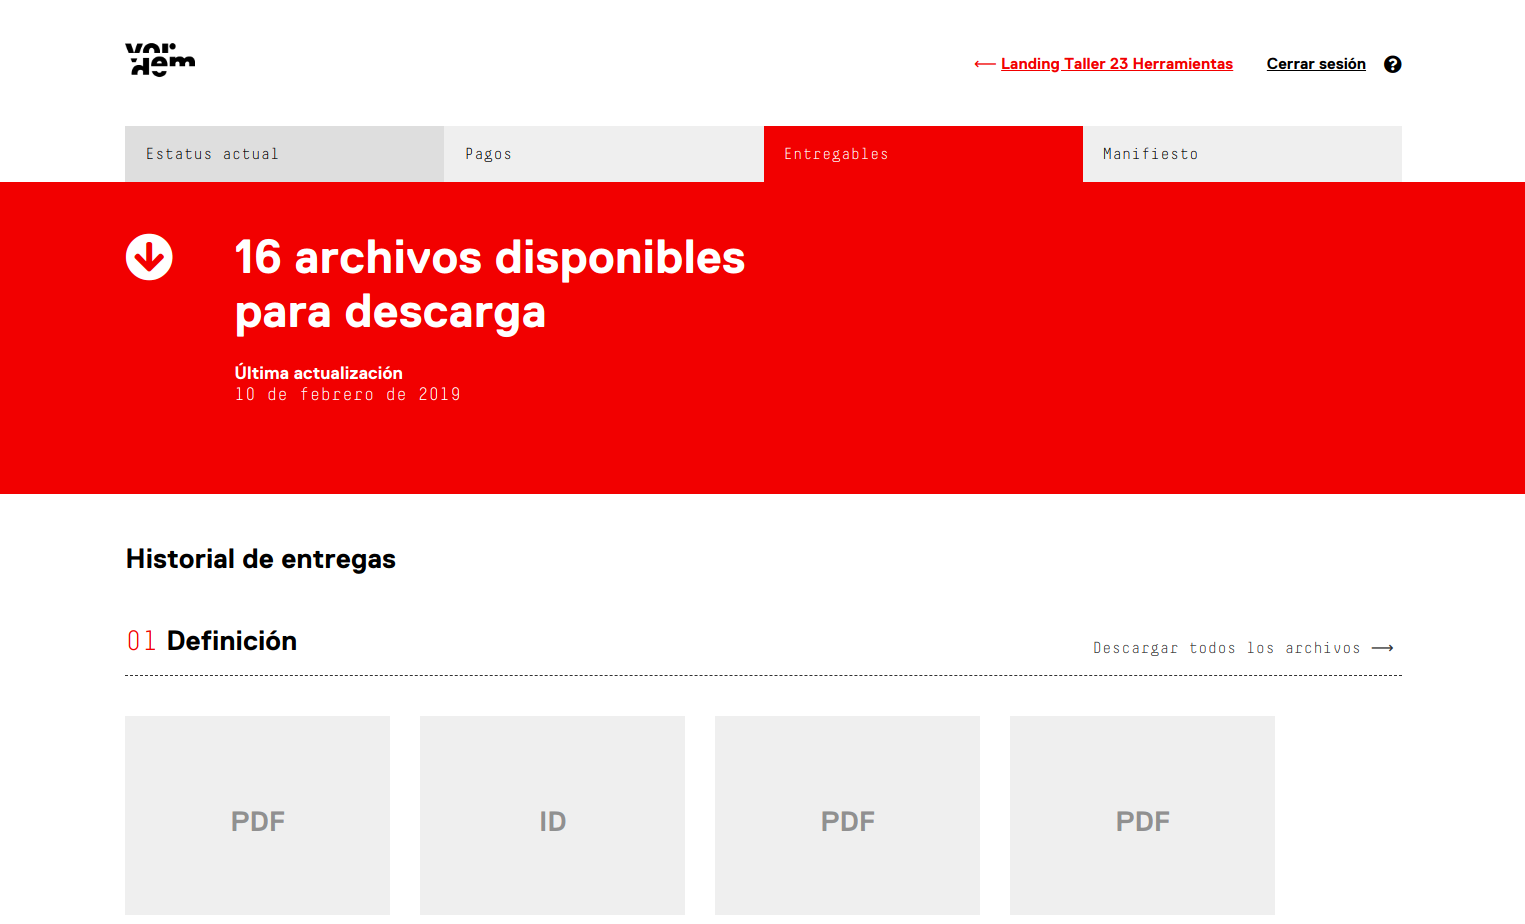 vor
dem
⟵ Landing Taller 23 Herramientas
Cerrar sesión
?
Estatus actual
Pagos
Entregables
Manifiesto
16 archivos disponibles
para descarga
Última actualización
10 de febrero de 2019
Historial de entregas
01 Definición
Descargar todos los archivos ⟶
PDF
ID
PDF
PDF